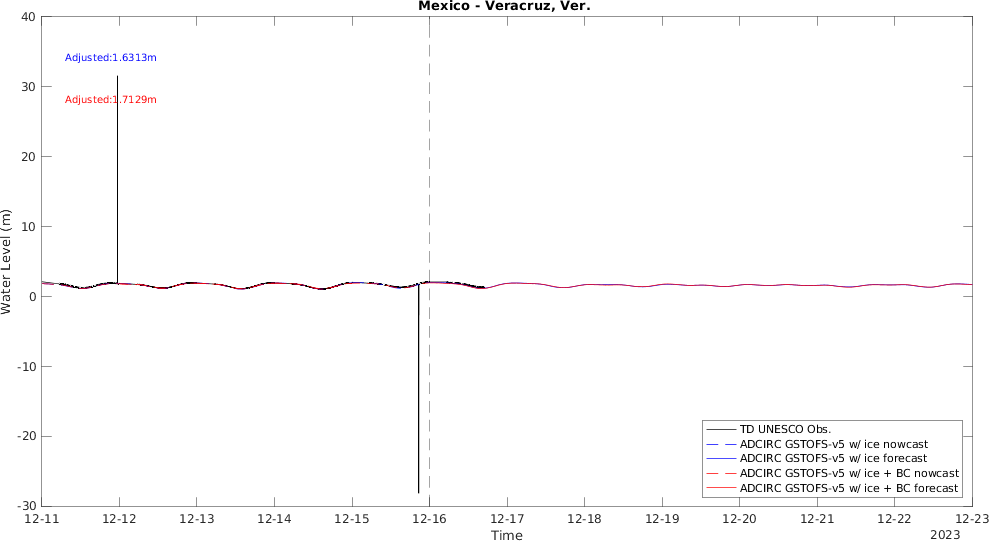 Mexico - Veracruz, Ver.
40
Adjusted:1.6313m
30
Adjusted:1.7129m
20
10
0
-10
-20
-30
Water Level (m)
TD UNESCO Obs.
ADCIRC GSTOFS-v5 w/ ice nowcast
ADCIRC GSTOFS-v5 w/ ice forecast
ADCIRC GSTOFS-v5 w/ ice + BC nowcast
ADCIRC GSTOFS-v5 w/ ice + BC forecast
12-11 12-12 12-13 12-14 12-15 12-16 12-17 12-18 12-19 12-20 12-21 12-22 12-23
Time
2023